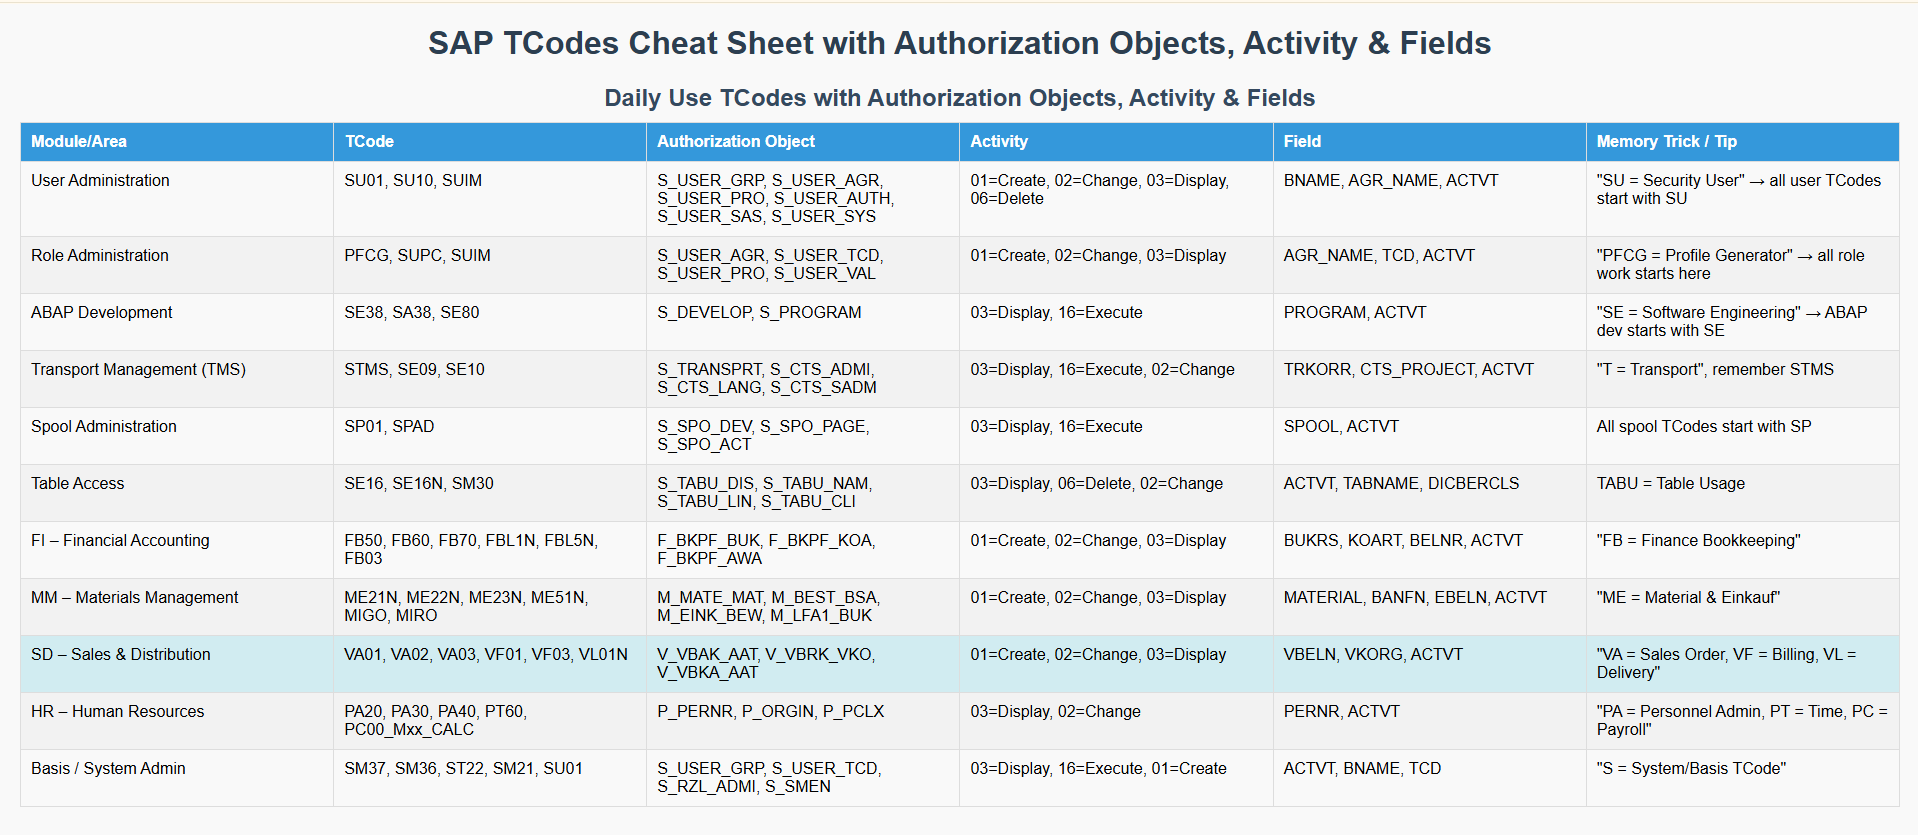 SAP TCodes Cheat Sheet with Authorization Objects, Activity & Fields
Daily Use TCodes with Authorization Objects, Activity & Fields
Module/Area TCode Authorization Object Activity Field Memory Trick / Tip
User Administration SU01, SU10, SUIM S_USER_GRP, S_USER_AGR, 01=Create, 02=Change, 03=Display, BNAME, AGR_NAME, ACTVT "SU = Security User" → all user TCodes
S_USER_PRO, S_USER_AUTH, 06=Delete start with SU
S_USER_SAS, S_USER_SYS
Role Administration PFCG, SUPC, SUIM S_USER_AGR, S_USER_TCD, 01=Create, 02=Change, 03=Display AGR_NAME, TCD, ACTVT "PFCG = Profile Generator" → all role
S_USER_PRO, S_USER_VAL work starts here
ABAP Development SE38, SA38, SE80 S_DEVELOP, S_PROGRAM 03=Display, 16=Execute PROGRAM, ACTVT "SE = Software Engineering" → ABAP
dev starts with SE
Transport Management (TMS) STMS, SE09, SE10 S_TRANSPRT, S_CTS_ADMI, 03=Display, 16=Execute, 02=Change TRKORR, CTS_PROJECT, ACTVT "T = Transport", remember STMS
S_CTS_LANG, S_CTS_SADM
Spool Administration SP01, SPAD S_SPO_DEV, S_SPO_PAGE, 03=Display, 16=Execute SPOOL, ACTVT All spool TCodes start with SP
S_SPO_ACT
Table Access SE16, SE16N, SM30 S_TABU_DIS, S_TABU_NAM, 03=Display, 06=Delete, 02=Change ACTVT, TABNAME, DICBERCLS TABU = Table Usage
S_TABU_LIN, S_TABU_CLI
FI – Financial Accounting FB50, FB60, FB70, FBL1N, FBL5N, F_BKPF_BUK, F_BKPF_KOA, 01=Create, 02=Change, 03=Display BUKRS, KOART, BELNR, ACTVT "FB = Finance Bookkeeping"
FB03 F_BKPF_AWA
MM – Materials Management ME21N, ME22N, ME23N, ME51N, M_MATE_MAT, M_BEST_BSA, 01=Create, 02=Change, 03=Display MATERIAL, BANFN, EBELN, ACTVT "ME = Material & Einkauf"
MIGO, MIRO M_EINK_BEW, M_LFA1_BUK
SD – Sales & Distribution VA01, VA02, VA03, VF01, VF03, VL01N V_VBAK_AAT, V_VBRK_VKO, 01=Create, 02=Change, 03=Display VBELN, VKORG, ACTVT "VA = Sales Order, VF = Billing, VL =
V_VBKA_AAT Delivery"
HR – Human Resources PA20, PA30, PA40, PT60, P_PERNR, P_ORGIN, P_PCLX 03=Display, 02=Change PERNR, ACTVT "PA = Personnel Admin, PT = Time, PC =
PC00_Mxx_CALC Payroll"
Basis / System Admin SM37, SM36, ST22, SM21, SU01 S_USER_GRP, S_USER_TCD, 03=Display, 16=Execute, 01=Create ACTVT, BNAME, TCD "S = System/Basis TCode"
S_RZL_ADMI, S_SMEN